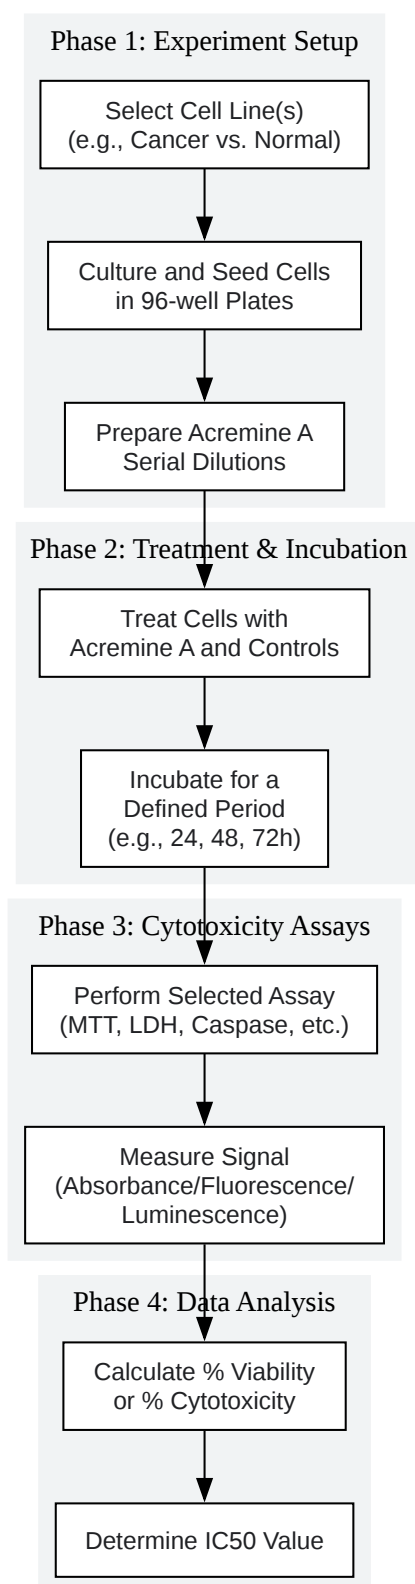 Phase 1: Experiment Setup
Select Cell Line(s)
(e.g., Cancer vs. Normal)
Culture and Seed Cells
in 96-well Plates
Prepare Acremine A
Serial Dilutions
Phase 2: Treatment & Incubation
Treat Cells with
Acremine A and Controls
Incubate for a
Defined Period
(e.g., 24, 48, 72h)
Phase 3: Cytotoxicity Assays
Perform Selected Assay
(MTT, LDH, Caspase, etc.)
Measure Signal
(Absorbance/Fluorescence/
Luminescence)
Phase 4: Data Analysis
Calculate % Viability
or % Cytotoxicity
Determine IC50 Value